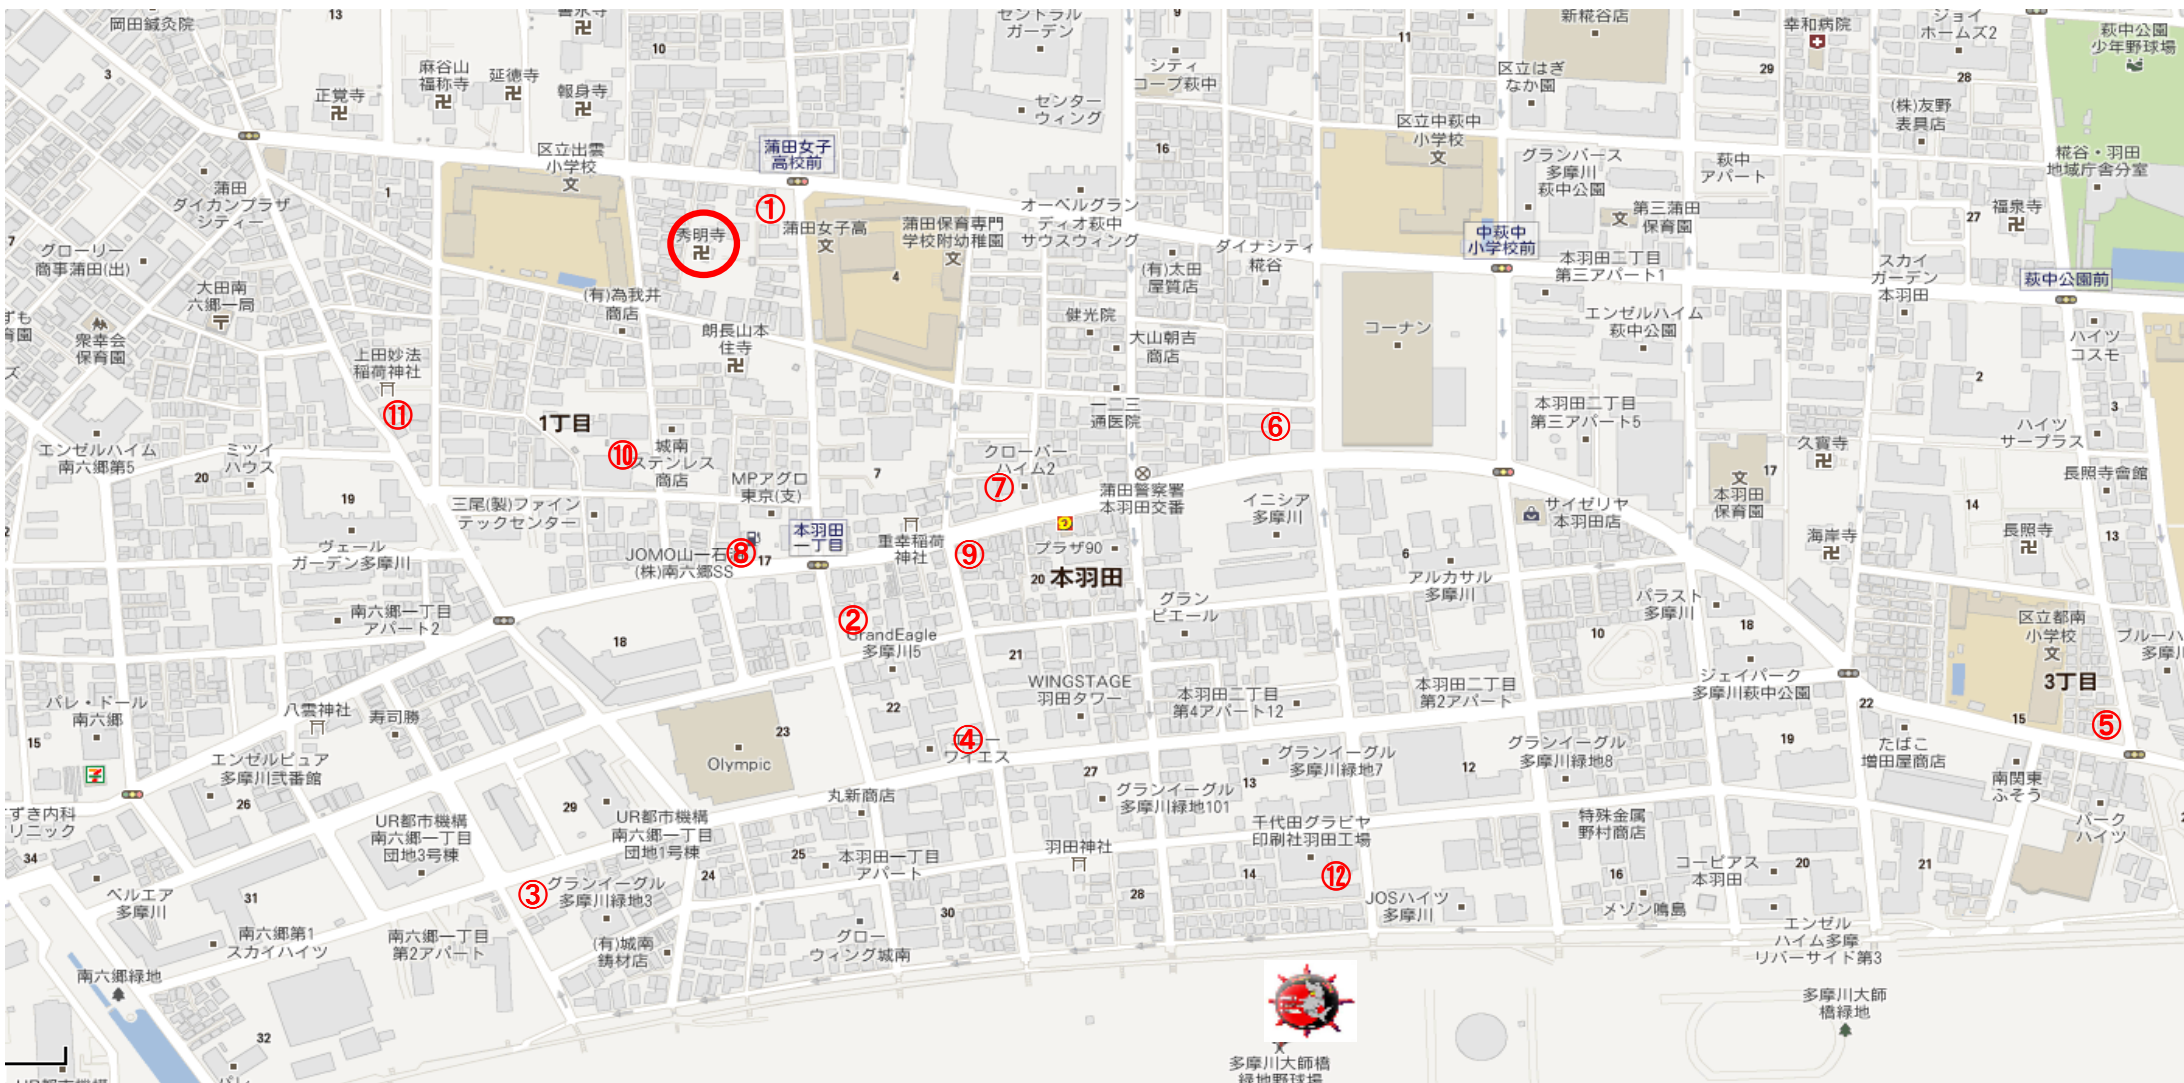 岡田鍼灸院
13
善永寺
10
セントラル
ガーデン
9
新糀谷店
幸和病院
ジョイ
ホームズ2
萩中公園
少年野球場
3
麻谷山
福称寺
延徳寺
正覚寺
報身寺
シティ
コープ萩中
センター
ウィング
11
区立はぎ
なか園
29
28
(株)友野
表具店
区立出雲
小学校
蒲田女子
高校前
16
区立中萩中
小学校
グランパース
多摩川
萩中公園
萩中
アパート
糀谷・羽田
地域庁舎分室
蒲田
ダイカンプラザ
シティー
1
①
秀明寺
蒲田女子高
蒲田保育専門
学校附幼稚園
オーベルグラン
ディオ萩中
サウスウィング
第三蒲田
保育園
27
福泉寺
7
グローリー
商事蒲田(出)
4
ダイナシティ
糀谷
中萩中
小学校前
本羽田二丁目
第三アパート1
スカイ
ガーデン
本羽田
萩中公園前
大田南
六郷一局
(有)為我井
商店
(有)太田
屋質店
衆幸会
保育園
朗長山本
住寺
健光院
大山朝吉
商店
コーナン
エンゼルハイム
萩中公園
ハイツ
コスモ
上田妙法
稲荷神社
⑪
1丁目
一二三
通医院
⑥
本羽田二丁目
第三アパート5
2
3
ハイツ
サープラス
エンゼルハイム
南六郷第5
ミツイ
ハウス
20
⑩
城南
ステンレス
商店
MPアグロ
東京(支)
7
クローバー
ハイム2
⑦
久寳寺
17
長照寺會館
19
三尾(製)ファイン
テックセンター
蒲田警察署
本羽田交番
イニシア
多摩川
サイゼリヤ
本羽田店
本羽田
保育園
14
ヴェール
ガーデン多摩川
JOMO山一石
(株)南六郷SS
⑧
17
本羽田
一丁目
重幸稲荷
神社
⑨
プラザ90
20
本羽田
6
アルカサル
多摩川
海岸寺
長照寺
13
南六郷一丁目
アパート2
18
②
GrandEagle
多摩川5
グラン
ピエール
パラスト
多摩川
10
18
区立都南
小学校
21
WINGSTAGE
羽田タワー
本羽田二丁目
第4アパート12
本羽田二丁目
第2アパート
ジェイパーク
多摩川萩中公園
3丁目
パレ・ドール
南六郷
15
八雲神社
寿司勝
23
Olympic
22
④
ワイエス
22
15
⑤
エンゼルピュア
多摩川弐番館
26
27
グランイーグル
多摩川緑地7
グランイーグル
多摩川緑地8
12
19
たばこ
増田屋商店
南関東
ふそう
29
UR都市機構
南六郷一丁目
団地3号棟
UR都市機構
南六郷一丁目
団地1号棟
丸新商店
グランイーグル
多摩川緑地101
13
千代田グラビヤ
印刷社羽田工場
特殊金属
野村商店
パーク
ハイツ
34
25
本羽田一丁目
アパート
羽田神社
20
21
ベルエア
多摩川
31
③
グランイーグル
多摩川緑地3
24
28
14
⑫
JOSハイツ
多摩川
16
コーピアス
本羽田
メゾン鳴島
30
南六郷第1
スカイハイツ
南六郷一丁目
第2アパート
(有)城南
鋳材店
グロー
ウィング城南
エンゼル
ハイム多摩
リバーサイド第3
南六郷緑地
32
多摩川大師
橋緑地
多摩川大師橋
緑地野球場